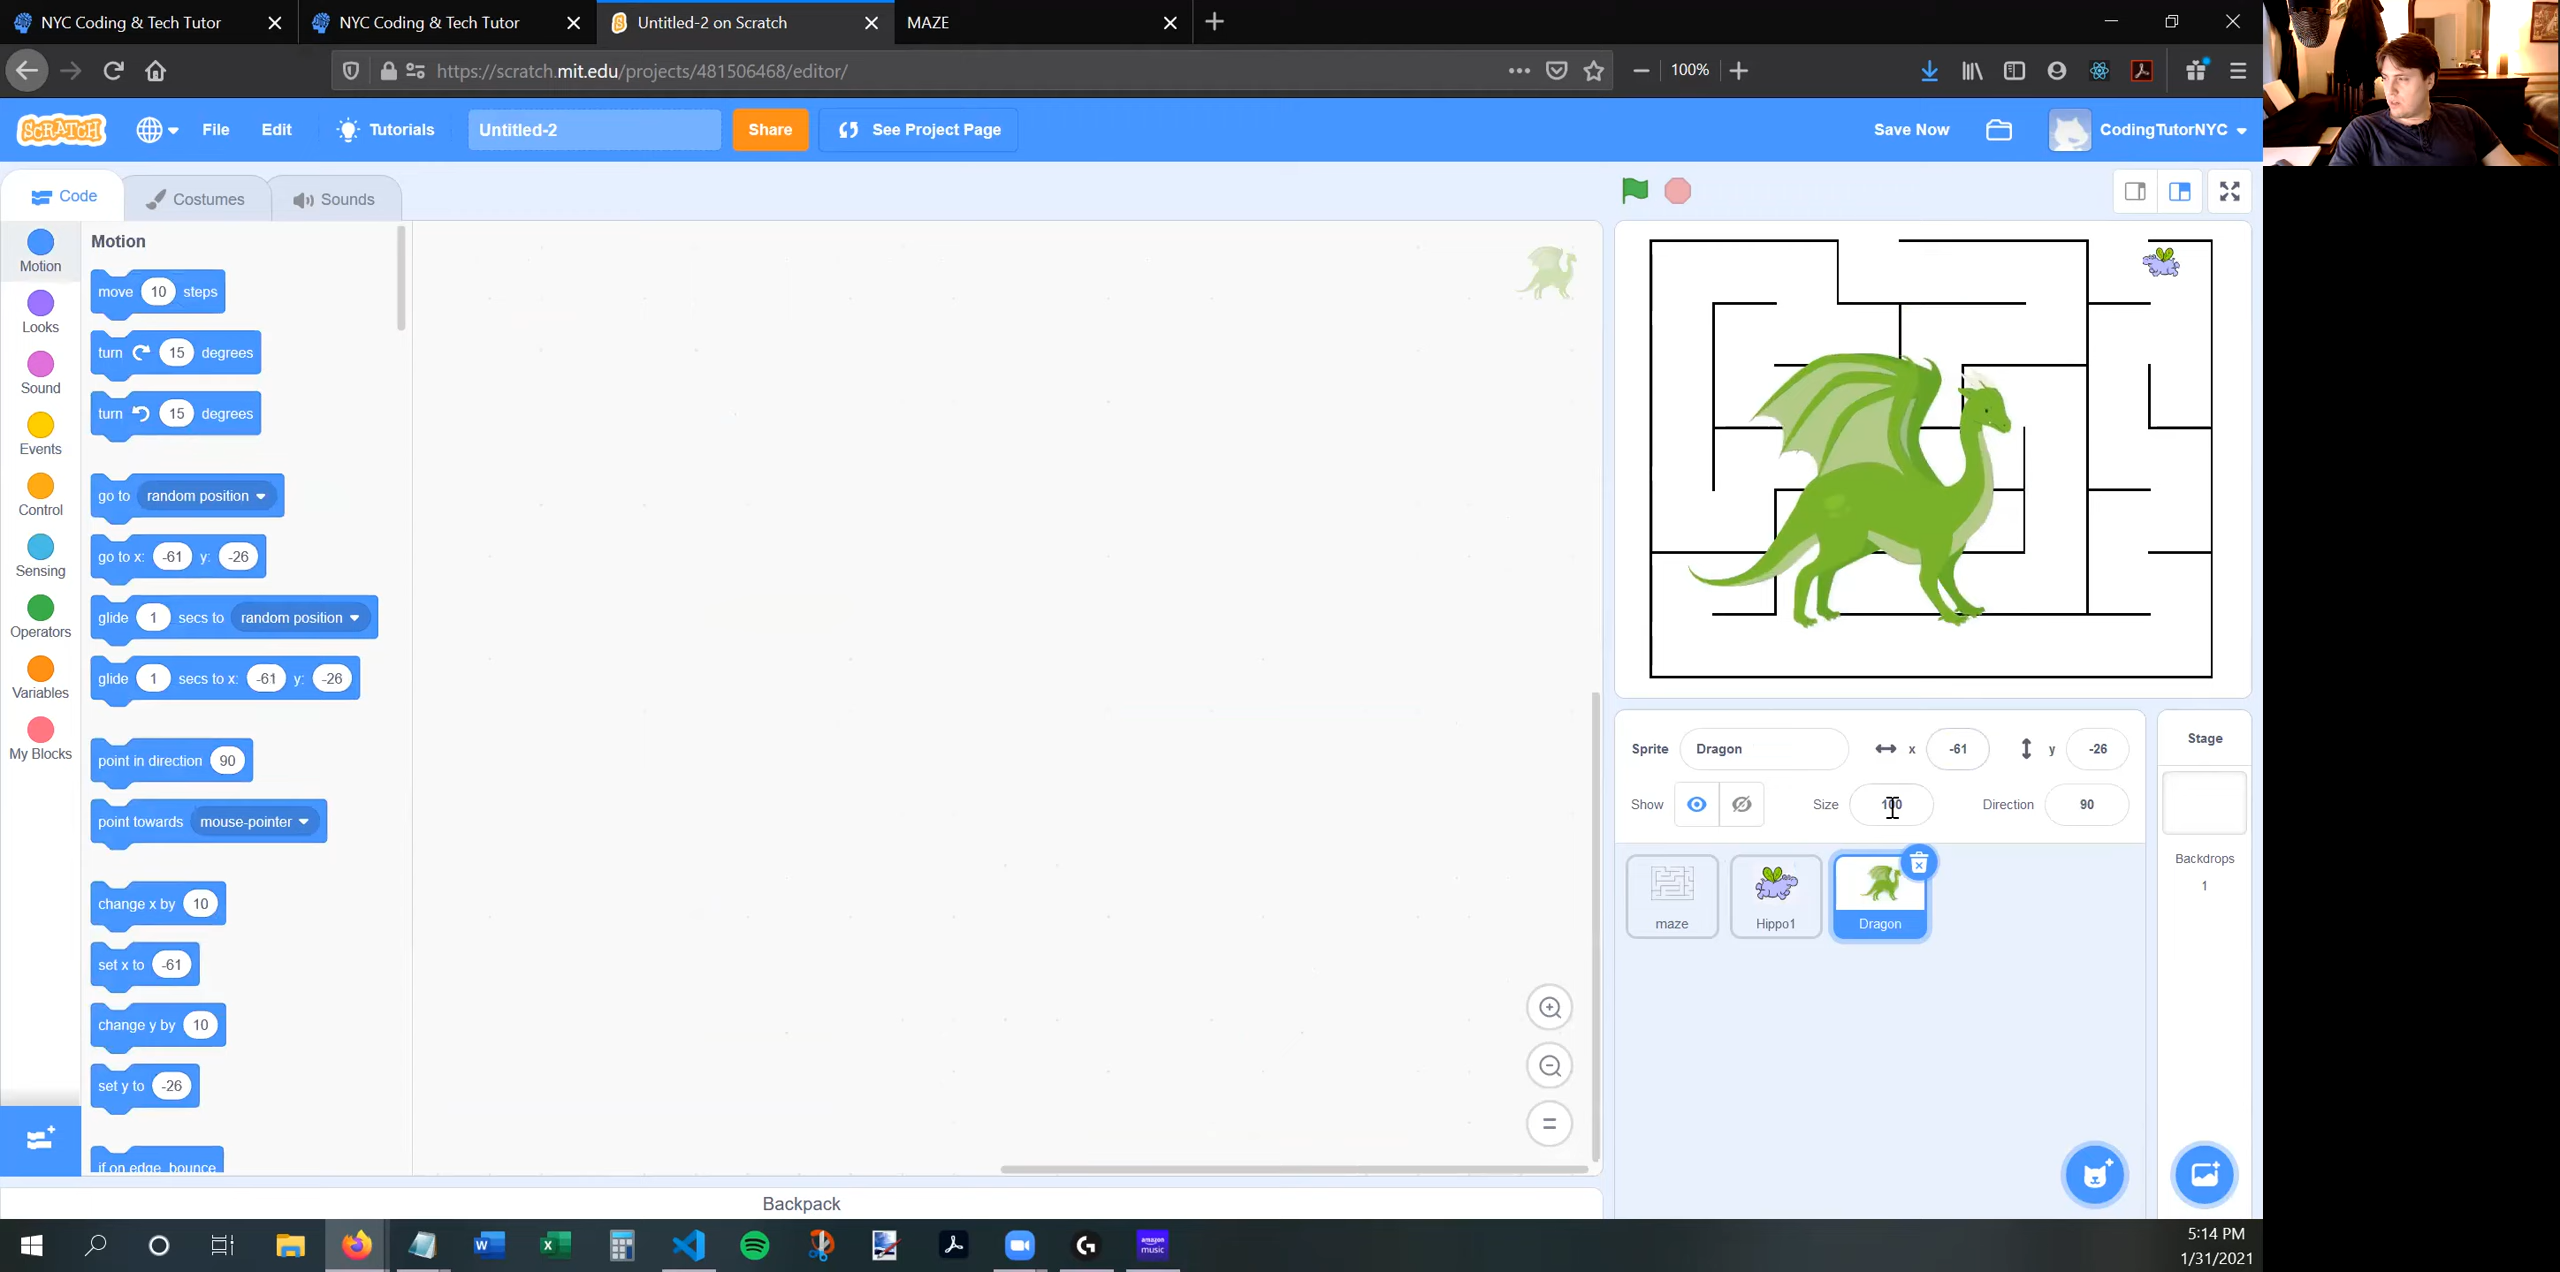 NYC Coding & Tech Tutor
NYC Coding & Tech Tutor
Untitled-2 on Scratch
MAZE
https://scratch.mit.edu/projects/481506468/editor/
100%
SCRATCH
File
Edit
Tutorials
Untitled-2
Share
See Project Page
Save Now
CodingTutorNYC
Code
Costumes
Sounds
Motion
Looks
Sound
Events
Control
Sensing
Operators
Variables
My Blocks
Motion
move 10 steps
turn 15 degrees
turn 15 degrees
go to random position
go to x: -61 y: -26
glide 1 secs to random position
glide 1 secs to x: -61 y: -26
point in direction 90
point towards mouse-pointer
change x by 10
set x to -61
change y by 10
set y to -26
if on edge, bounce
Backpack
Sprite Dragon x -61 y -26
Show Size 100 Direction 90
maze
Hippo1
Dragon
Stage
Backdrops
1
amazon music
5:14 PM
1/31/2021